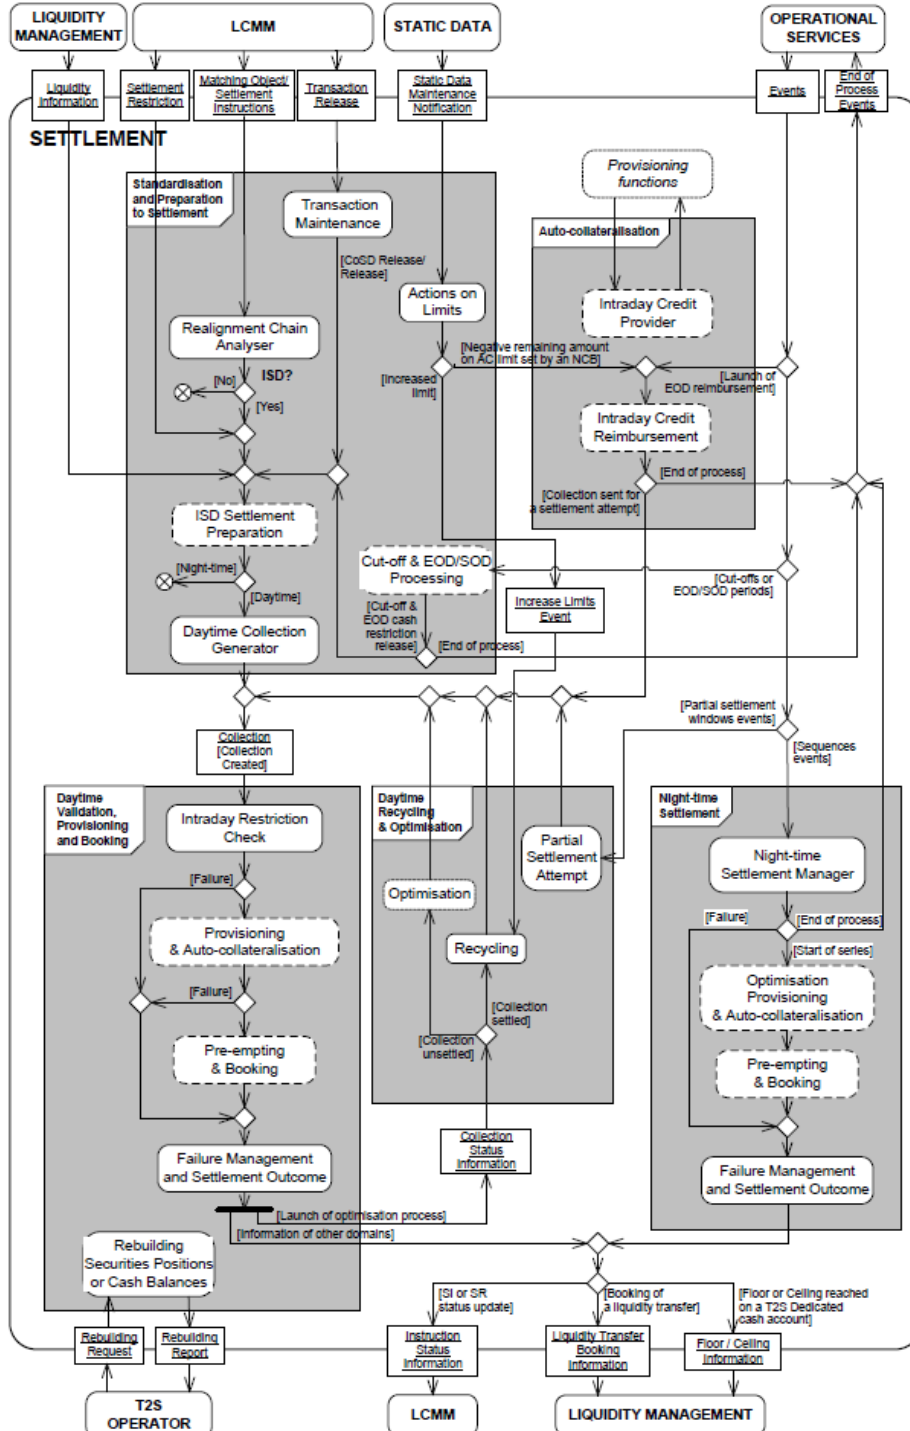 LIQUIDITY
MANAGEMENT
LCMM
STATIC DATA
OPERATIONAL
SERVICES
Liquidity
Information
Settlement
Restriction
Matching Object/
Settlement
Instructions
Transaction
Release
Static Data
Maintenance
Notification
Events
End of
Process
Events
SETTLEMENT
Standardisation
and Preparation
to Settlement
Transaction
Maintenance
[CoSD Release/
Release]
Provisioning
functions
Auto-collateralisation
Actions on
Limits
Intraday Credit
Provider
Realignment Chain
Analyser
[Negative remaining amount
on AC limit set by an NCB]
ISD?
[No]
[Yes]
[Increased
limit]
[Launch of
EOD reimbursement]
Intraday Credit
Reimbursement
[End of process]
[Collection sent for
a settlement attempt]
ISD Settlement
Preparation
[Night-time]
[Daytime]
Cut-off & EOD/SOD
Processing
[Cut-offs or
EOD/SOD periods]
[Cut-off &
EOD cash
restriction
release]
[End of process]
Increase Limits
Event
Daytime Collection
Generator
Collection
[Collection
Created]
[Partial settlement
windows events]
[Sequences
events]
Daytime
Validation,
Provisioning
and Booking
Intraday Restriction
Check
[Failure]
Provisioning
& Auto-collateralisation
[Failure]
Pre-empting
& Booking
Failure Management
and Settlement Outcome
Daytime
Recycling
& Optimisation
Partial
Settlement
Attempt
Optimisation
Recycling
[Collection
settled]
[Collection
unsettled]
Collection
Status
Information
Night-time
Settlement
Night-time
Settlement Manager
[Failure]
[End of process]
[Start of series]
Optimisation
Provisioning
& Auto-collateralisation
Pre-empting
& Booking
Failure Management
and Settlement Outcome
[Launch of optimisation process]
[Information of other domains]
Rebuilding
Securities Positions
or Cash Balances
[SI or SR
status update]
[Booking of
a liquidity transfer]
[Floor or Ceiling reached
on a T2S Dedicated
cash account]
Rebuilding
Request
Rebuilding
Report
Instruction
Status
Information
Liquidity Transfer
Booking
Information
Floor / Ceiling
Information
T2S
OPERATOR
LCMM
LIQUIDITY MANAGEMENT